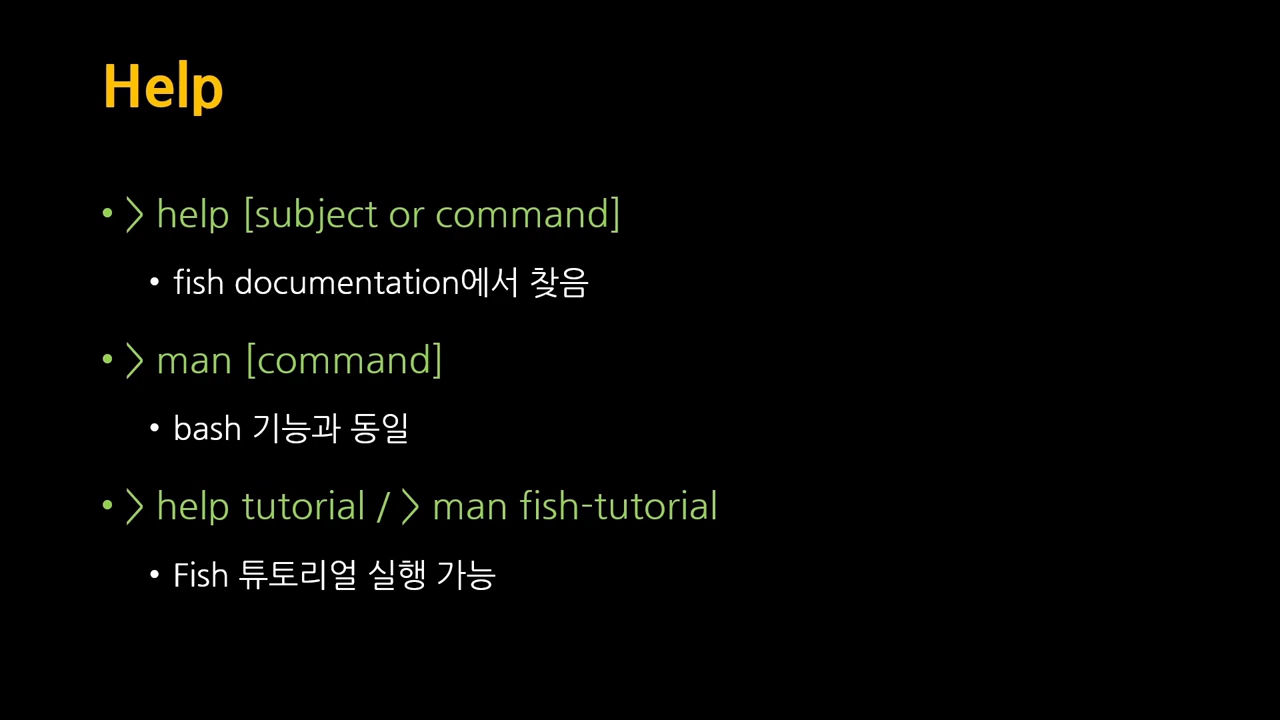 Help
• > help [subject or command]
• fish documentation에서 찾음
• > man [command]
• bash 기능과 동일
• > help tutorial / > man fish-tutorial
• Fish 튜토리얼 실행 가능